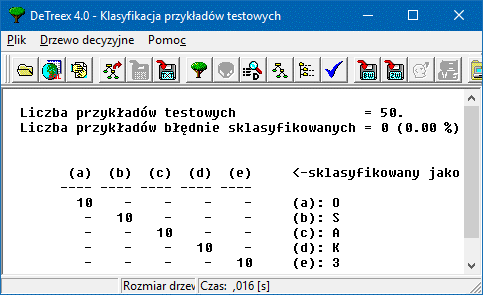 DeTreex 4.0 - Klasyfikacja przykładów testowych
Plik Drzewo decyzyjne Pomoc
Liczba przykładów testowych = 50.
Liczba przykładów błędnie sklasyfikowanych = 0 (0.00 %)
(a) (b) (c) (d) (e) <-sklasyfikowany jako
---- ---- ---- ---- ----
10 - - - - (a): O
- 10 - - - (b): S
- - 10 - - (c): A
- - - 10 - (d): K
- - - - 10 (e): 3
Rozmiar drzew Czas: ,016 [s]